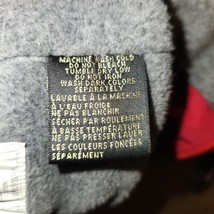 MACHINE WASH COLD
DO NOT BLEACH
TUMBLE DRY LOW
DO NOT IRON
WASH DARK COLORS
SEPARATELY
LAVABLE À LA MACHINE
À L'EAU FROIDE
NE PAS BLANCHIR
SÉCHER PAR ROULEMENT
À BASSE TEMPÉRATURE
NE PAS PRESSER LAVER
LES COULEURS FONCÉES
SÉPARÉMENT